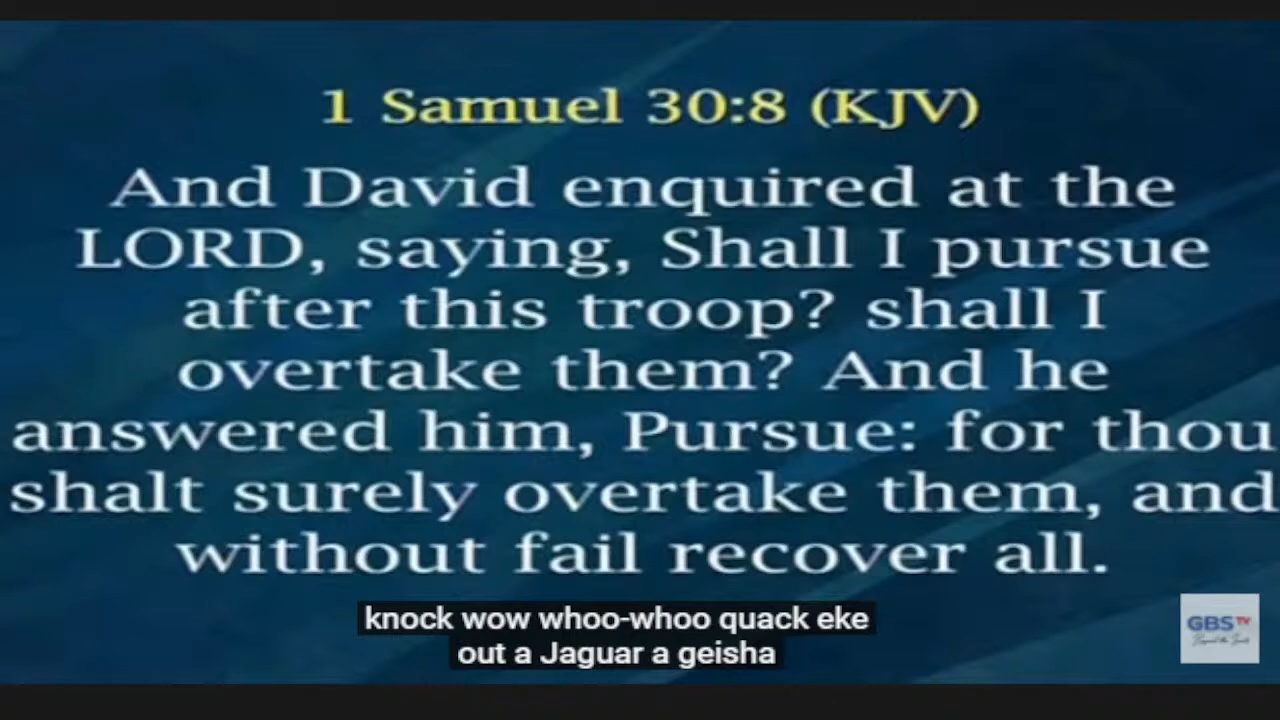 1 Samuel 30:8 (KJV)
And David enquired at the
LORD, saying, Shall I pursue
after this troop? shall I
overtake them? And he
answered him, Pursue: for thou
shalt surely overtake them, and
without fail recover all.
knock wow whoo-whoo quack eke
out a Jaguar a geisha
GBS TV